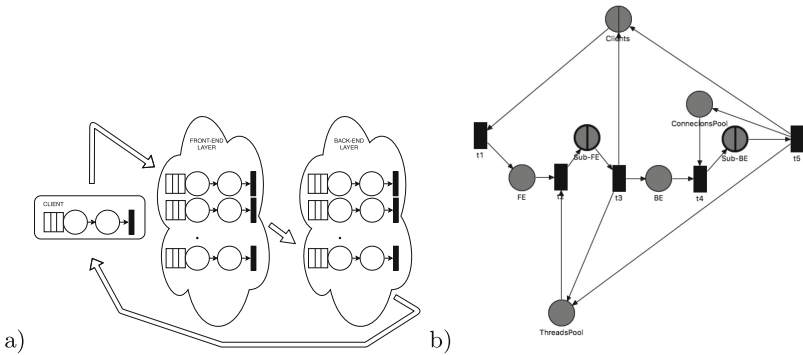 FRONT-END
LAYER
BACK-END
LAYER
CLIENT
a)
Clients
ConnecionsPool
t1
Sub-FE
Sub-BE
t5
FE
t2
t3
BE
t4
ThreadsPool
b)